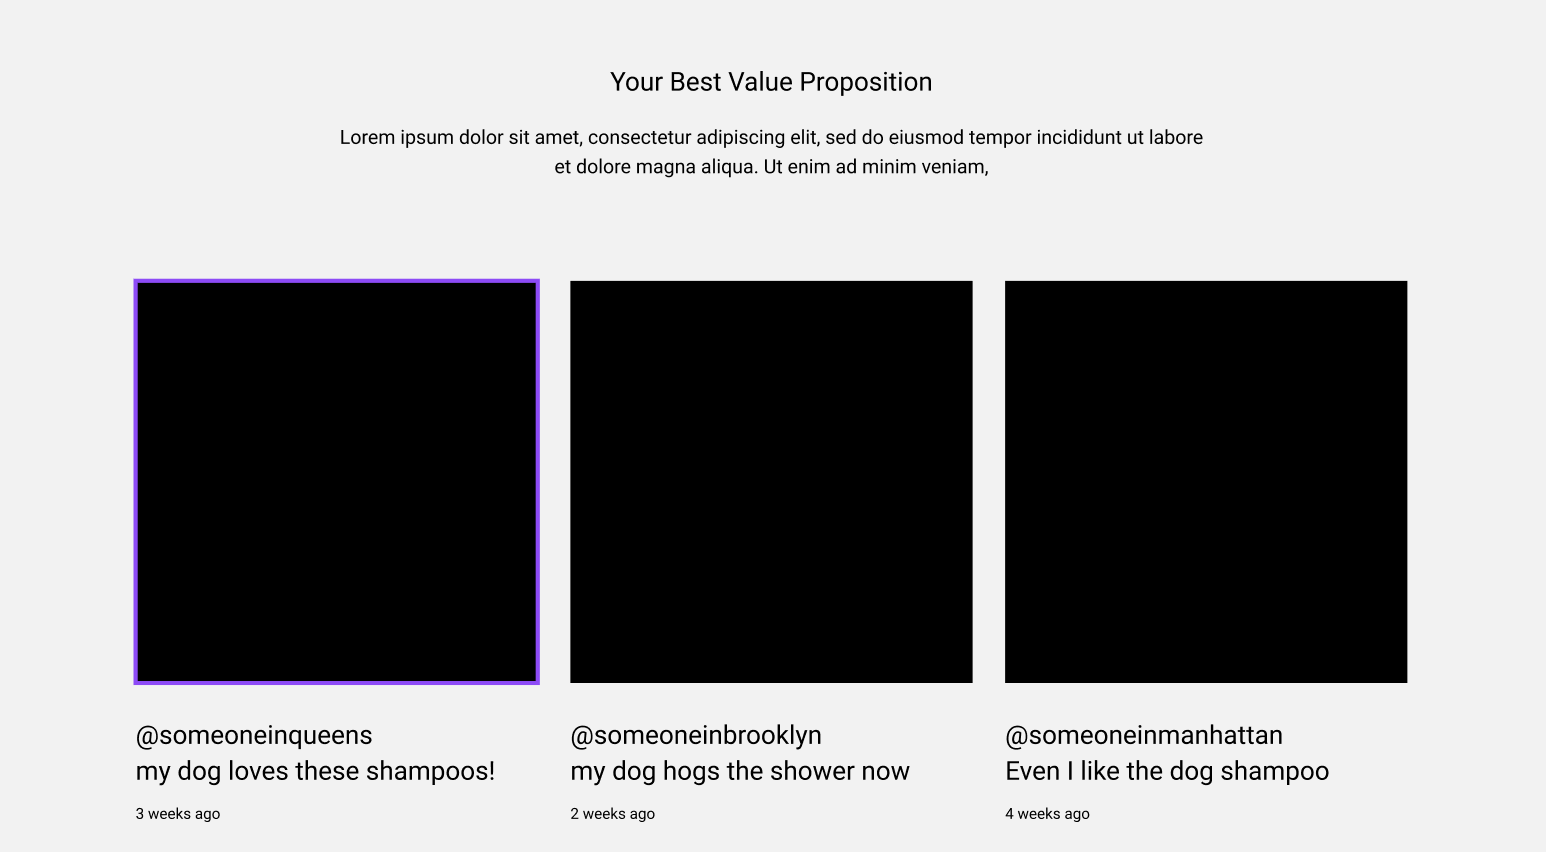 Your Best Value Proposition
Lorem ipsum dolor sit amet, consectetur adipiscing elit, sed do eiusmod tempor incididunt ut labore
et dolore magna aliqua. Ut enim ad minim veniam,
@someoneinqueens
my dog loves these shampoos!
3 weeks ago
@someoneinbrooklyn
my dog hogs the shower now
2 weeks ago
@someoneinmanhattan
Even I like the dog shampoo
4 weeks ago